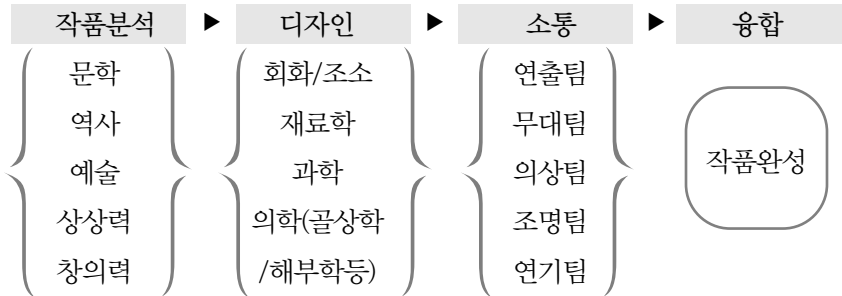 작품분석 ▶ 디자인 ▶ 소통 ▶ 융합
문학
역사
예술
상상력
창의력
회화/조소
재료학
과학
의학(골상학
/해부학등)
연출팀
무대팀
의상팀
조명팀
연기팀
작품완성